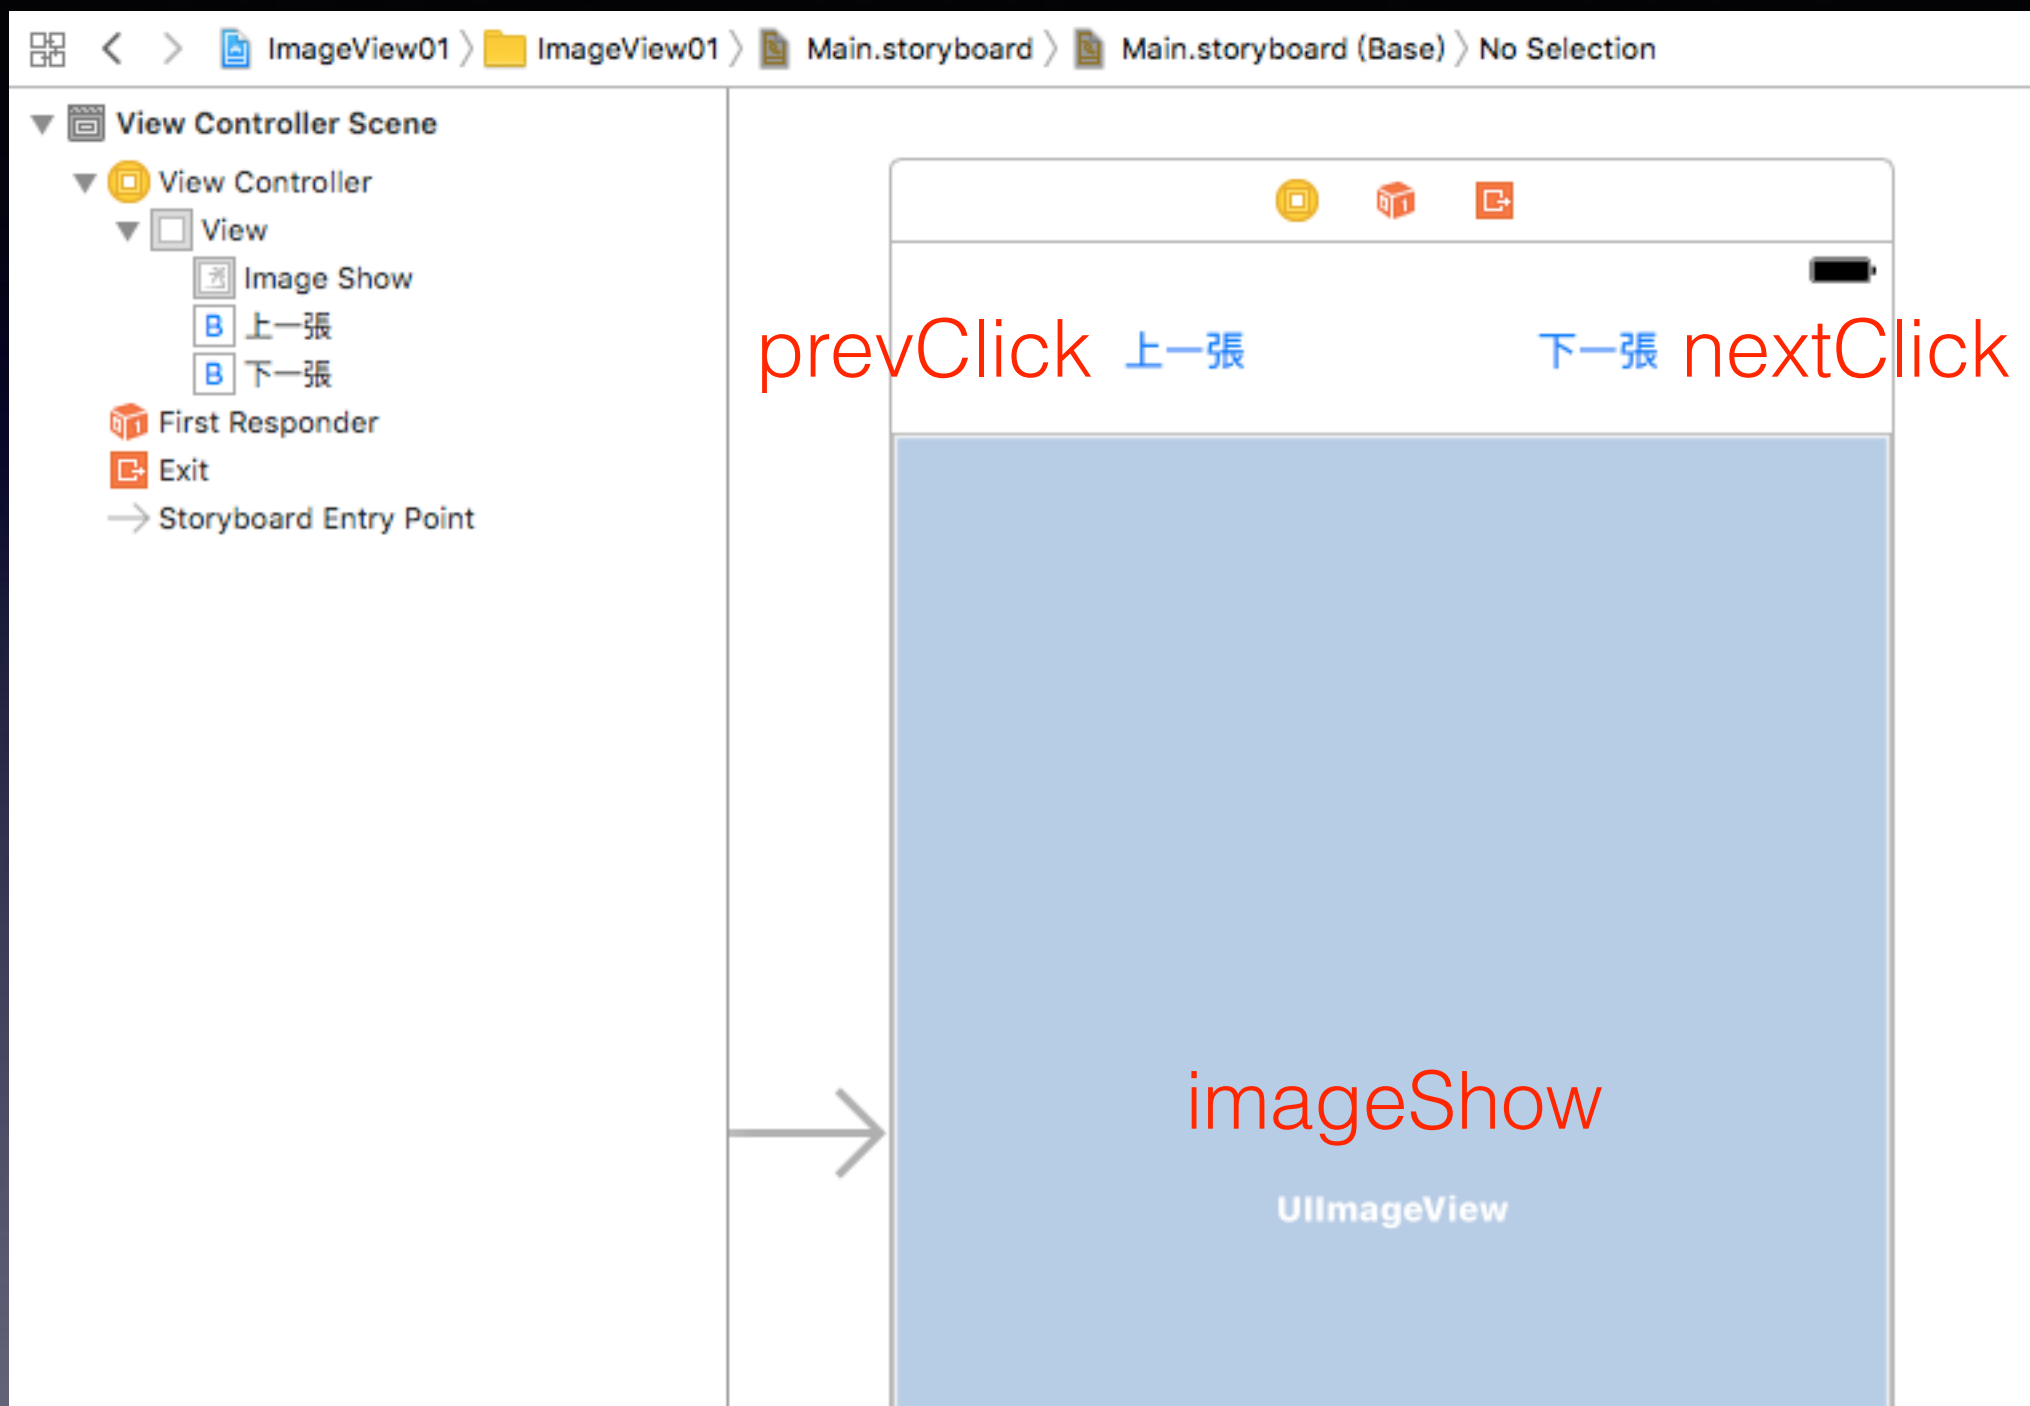 ImageView01 〉 ImageView01 〉 Main.storyboard 〉 Main.storyboard (Base) 〉 No Selection
View Controller Scene
View Controller
View
Image Show
B 上一張
B 下一張
First Responder
Exit
Storyboard Entry Point
prevClick 上一張 下一張 nextClick
imageShow
UIImageView